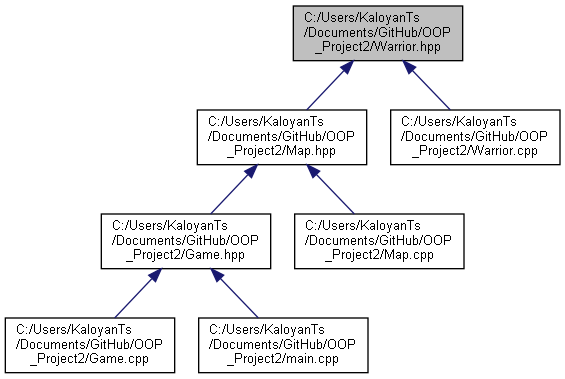 C:/Users/KaloyanTs
/Documents/GitHub/OOP
_Project2/Warrior.hpp
C:/Users/KaloyanTs
/Documents/GitHub/OOP
_Project2/Map.hpp
C:/Users/KaloyanTs
/Documents/GitHub/OOP
_Project2/Warrior.cpp
C:/Users/KaloyanTs
/Documents/GitHub/OOP
_Project2/Game.hpp
C:/Users/KaloyanTs
/Documents/GitHub/OOP
_Project2/Map.cpp
C:/Users/KaloyanTs
/Documents/GitHub/OOP
_Project2/Game.cpp
C:/Users/KaloyanTs
/Documents/GitHub/OOP
_Project2/main.cpp